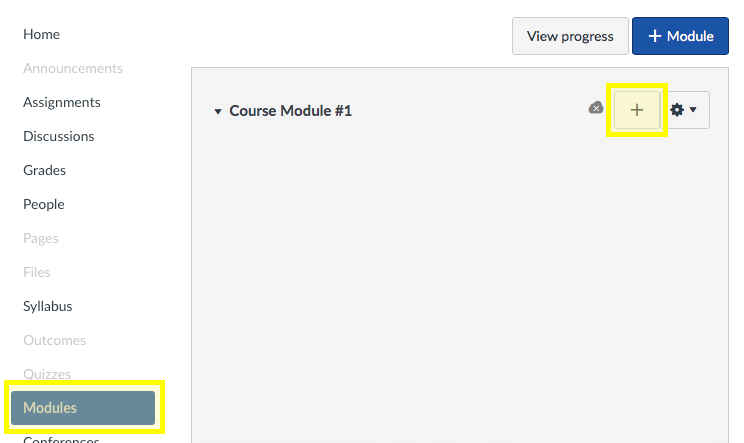 Home
Announcements
Assignments
Discussions
Grades
People
Pages
Files
Syllabus
Outcomes
Quizzes
Modules
Conferences
View progress
+ Module
Course Module #1
+